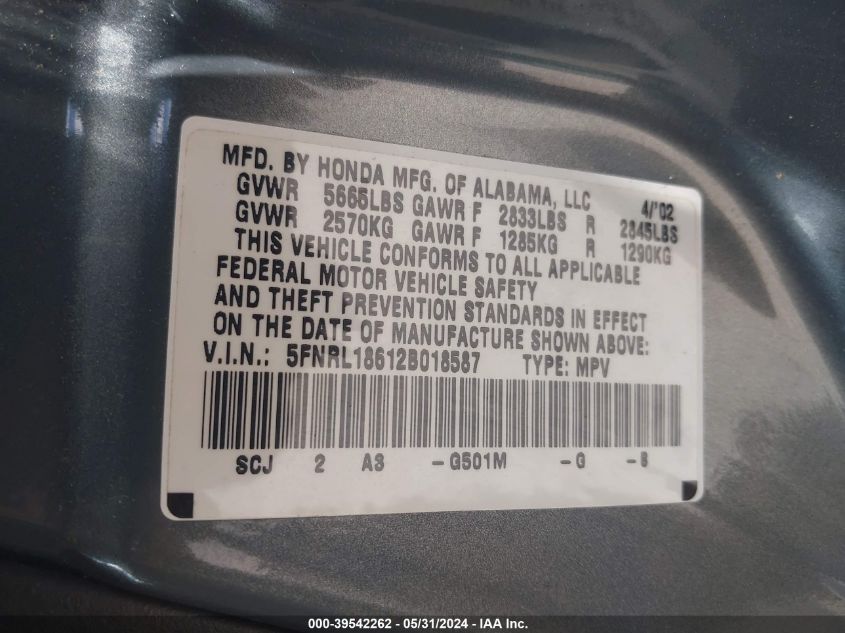 MFD. BY HONDA MFG. OF ALABAMA, LLC 4/'02
GVWR 5665LBS GAWR F 2833LBS R 2845LBS
GVWR 2570KG GAWR F 1285KG R 1290KG
THIS VEHICLE CONFORMS TO ALL APPLICABLE
FEDERAL MOTOR VEHICLE SAFETY
AND THEFT PREVENTION STANDARDS IN EFFECT
ON THE DATE OF MANUFACTURE SHOWN ABOVE:
V.I.N.: 5FNRL18612B018587 TYPE: MPV
SCJ 2 A3 -G501M -G -B
000-39542262 - 05/31/2024 - IAA Inc.